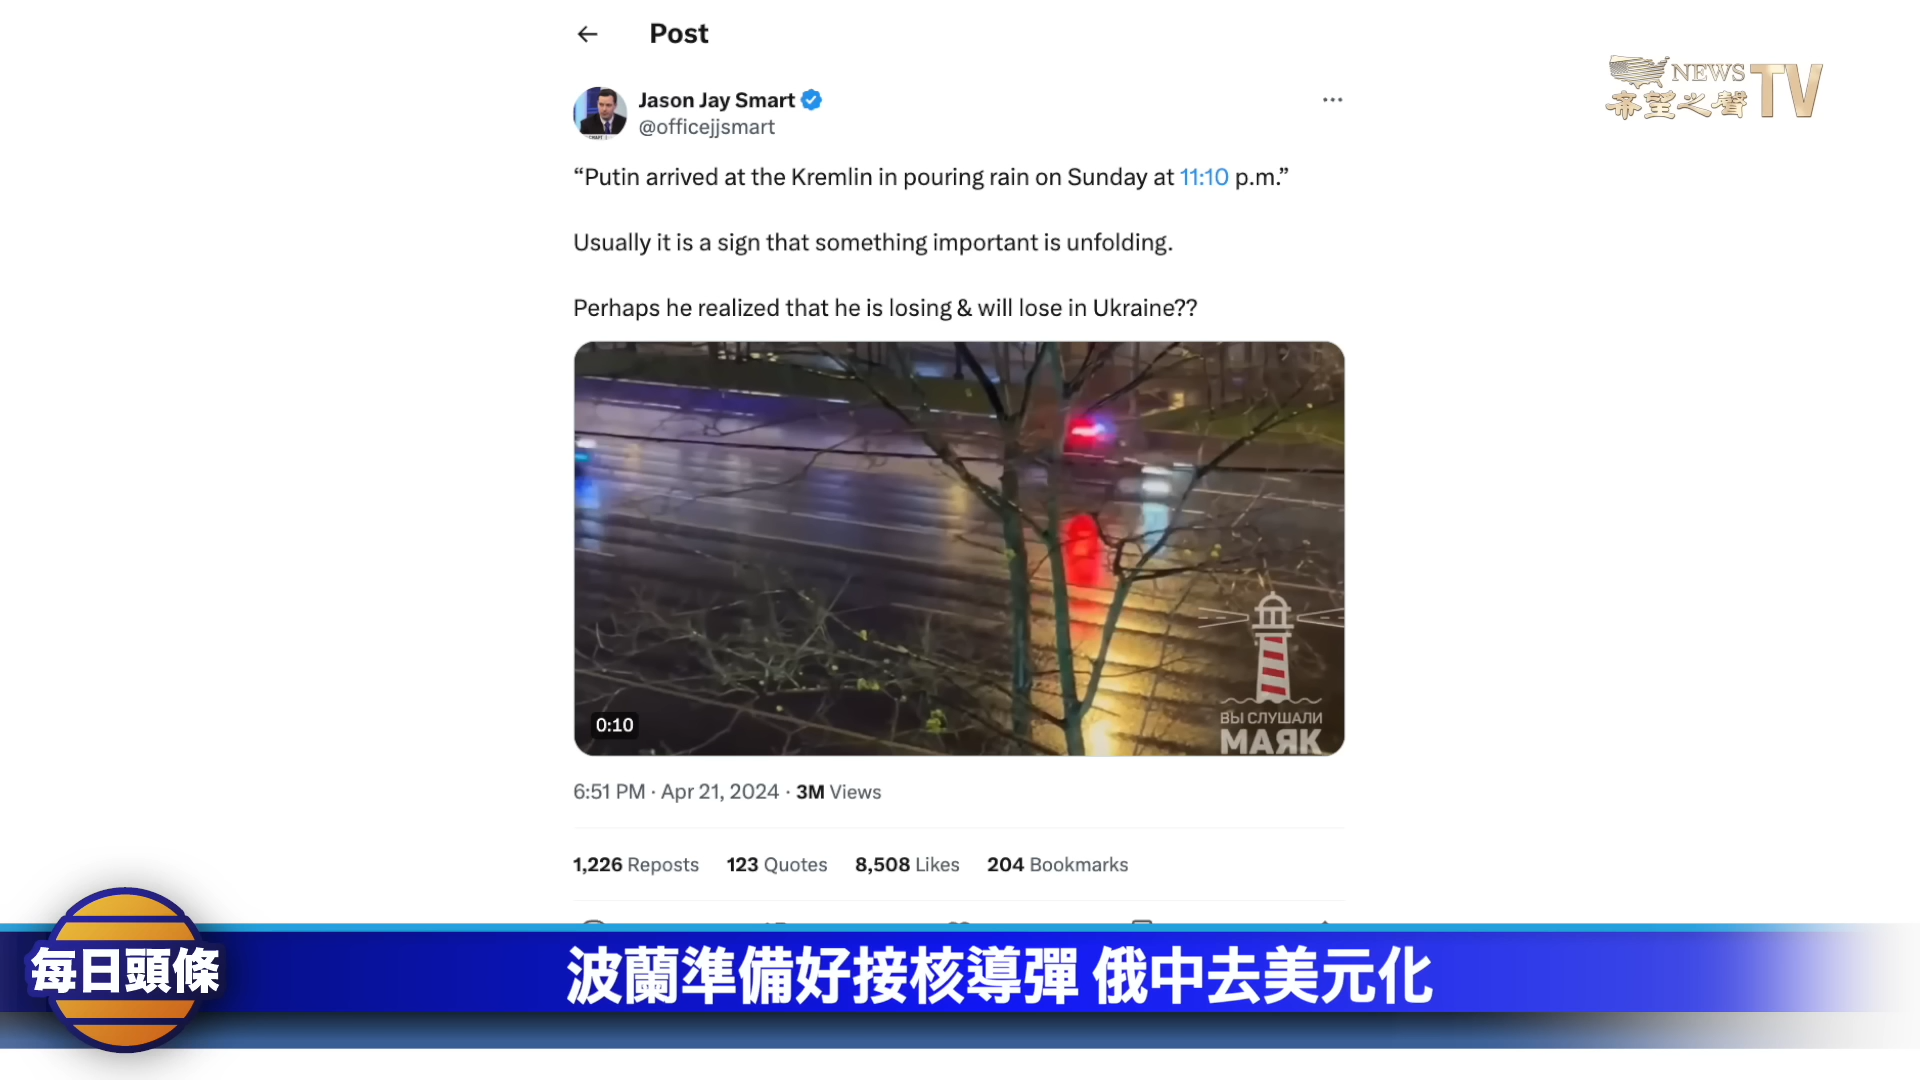 Post
NEWS
希望之聲TV
Jason Jay Smart
@officejjsmart
“Putin arrived at the Kremlin in pouring rain on Sunday at 11:10 p.m.”
Usually it is a sign that something important is unfolding.
Perhaps he realized that he is losing & will lose in Ukraine??
ВЫ СЛУШАЛИ
МАЯК
0:10
6:51 PM · Apr 21, 2024 · 3M Views
1,226 Reposts 123 Quotes 8,508 Likes 204 Bookmarks
每日頭條
波蘭準備好接核導彈 俄中去美元化